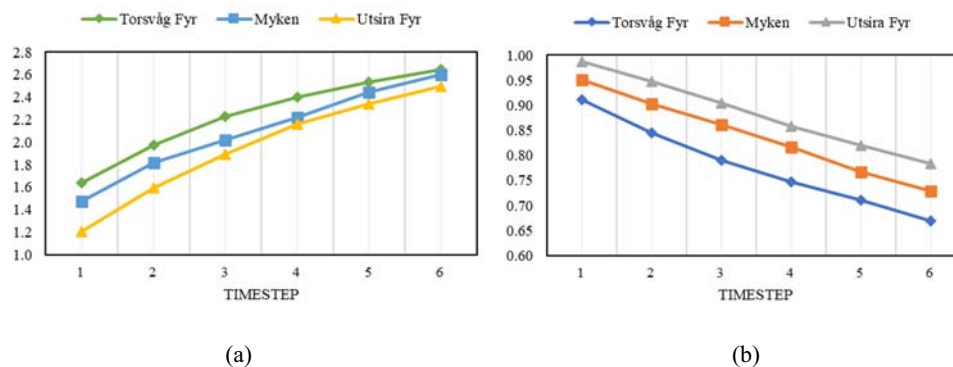 Torsvåg Fyr Myken Utsira Fyr
2.8
2.6
2.4
2.2
2.0
1.8
1.6
1.4
1.2
1.0
1 2 3 4 5 6
TIMESTEP
(a)
Torsvåg Fyr Myken Utsira Fyr
1.00
0.95
0.90
0.85
0.80
0.75
0.70
0.65
0.60
1 2 3 4 5 6
TIMESTEP
(b)